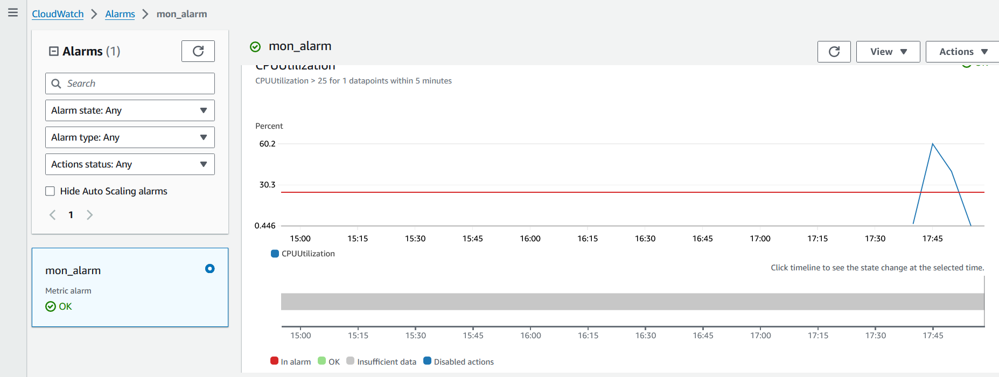 CloudWatch > Alarms > mon_alarm
Alarms (1)
Search
Alarm state: Any
Alarm type: Any
Actions status: Any
Hide Auto Scaling alarms
1
mon_alarm
Metric alarm
OK
mon_alarm
View
Actions
CPUUtilization
CPUUtilization > 25 for 1 datapoints within 5 minutes
Percent
60.2
30.3
0.446
15:00 15:15 15:30 15:45 16:00 16:15 16:30 16:45 17:00 17:15 17:30 17:45
CPUUtilization
Click timeline to see the state change at the selected time.
15:00 15:15 15:30 15:45 16:00 16:15 16:30 16:45 17:00 17:15 17:30 17:45
In alarm OK Insufficient data Disabled actions